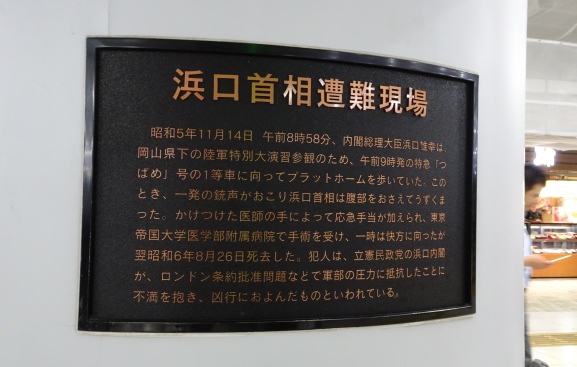 浜口首相遭難現場
昭和5年11月14日 午前8時58分、内閣総理大臣浜口雄幸は、
岡山県下の陸軍特別大演習参観のため、午前9時発の特急「つ
ばめ」号の1等車に向ってプラットホームを歩いていた。この
とき、一発の銃声がおこり浜口首相は腹部をおさえてうずくま
った。かけつけた医師の手によって応急手当が加えられ、東京
帝国大学医学部附属病院で手術を受け、一時は快方に向ったが
翌昭和6年8月26日死去した。犯人は、立憲民政党の浜口内閣
が、ロンドン条約批准問題などで軍部の圧力に抵抗したことに
不満を抱き、凶行におよんだものといわれている。